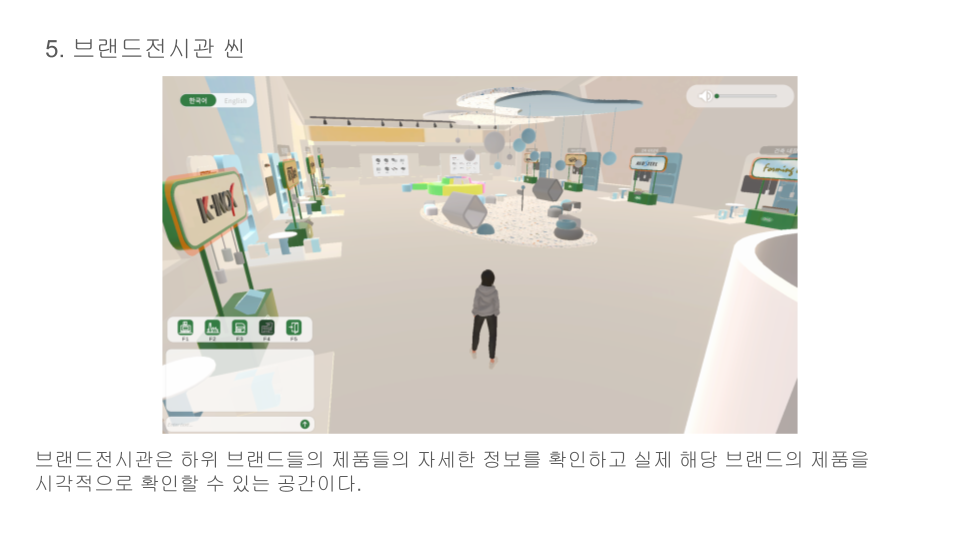 5. 브랜드전시관 씬
한국어 English
K-INOX
Forming
F1 F2 F3 F4 F5
브랜드전시관은 하위 브랜드들의 제품들의 자세한 정보를 확인하고 실제 해당 브랜드의 제품을
시각적으로 확인할 수 있는 공간이다.